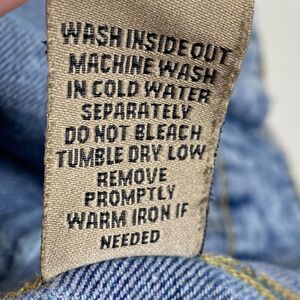 WASH INSIDE OUT
MACHINE WASH
IN COLD WATER
SEPARATELY
DO NOT BLEACH
TUMBLE DRY LOW
REMOVE
PROMPTLY
WARM IRON IF
NEEDED